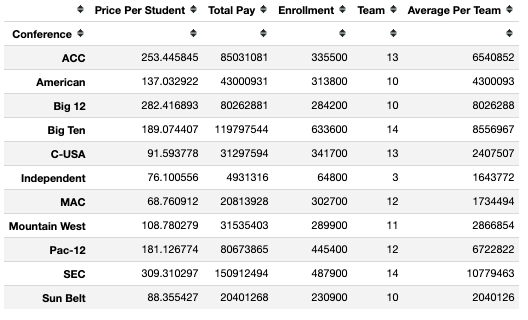 Price Per Student Total Pay Enrollment Team Average Per Team
Conference
ACC 253.445845 85031081 335500 13 6540852
American 137.032922 43000931 313800 10 4300093
Big 12 282.416893 80262881 284200 10 8026288
Big Ten 189.074407 119797544 633600 14 8556967
C-USA 91.593778 31297594 341700 13 2407507
Independent 76.100556 4931316 64800 3 1643772
MAC 68.760912 20813928 302700 12 1734494
Mountain West 108.780279 31535403 289900 11 2866854
Pac-12 181.126774 80673865 445400 12 6722822
SEC 309.310297 150912494 487900 14 10779463
Sun Belt 88.355427 20401268 230900 10 2040126